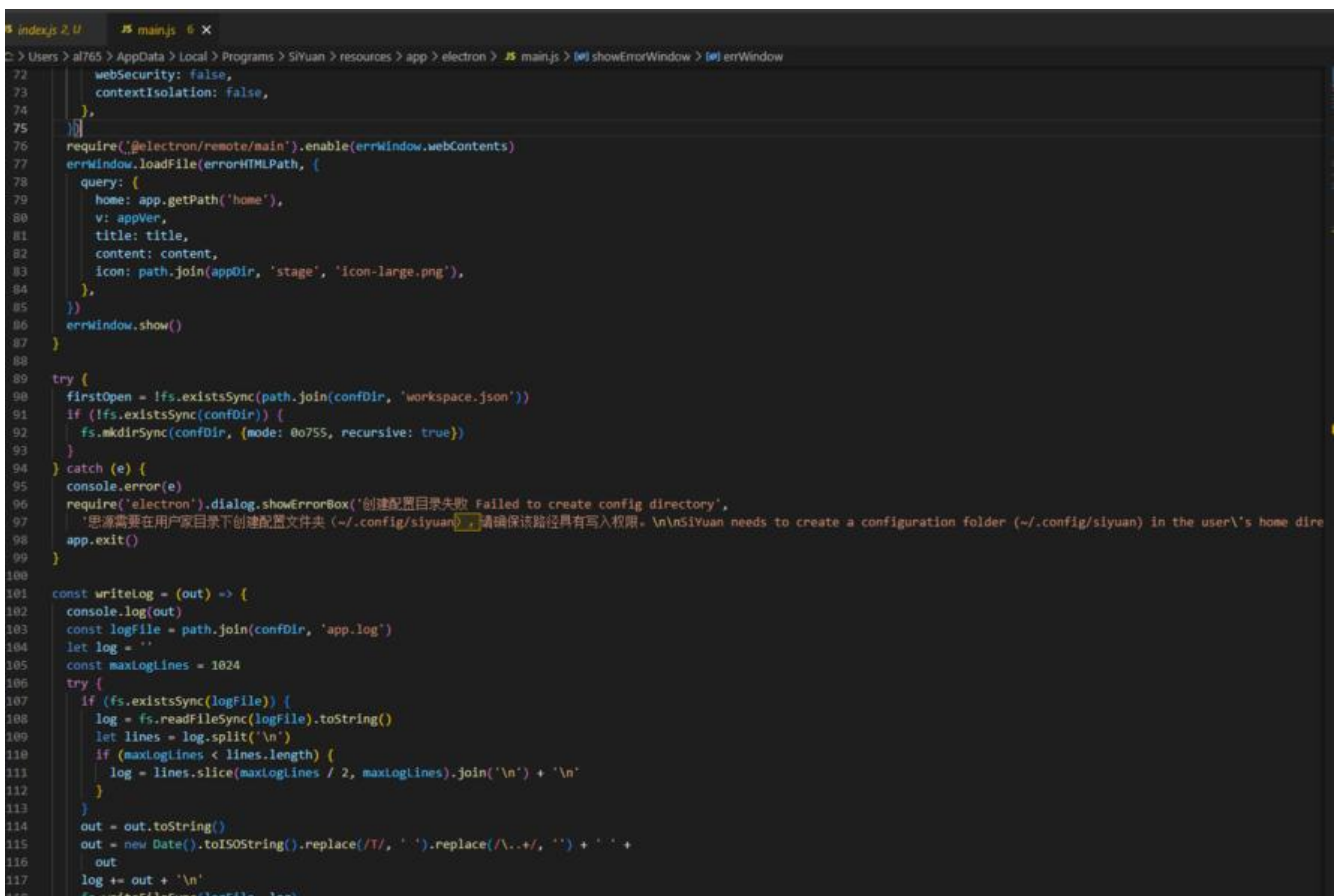 index.js 2, U JS main.js 6 ×
> Users > al765 > AppData > Local > Programs > SiYuan > resources > app > electron > JS main.js > showErrorWindow > errWindow
72 webSecurity: false,
73 contextIsolation: false,
74 },
75 })
76 require('@electron/remote/main').enable(errWindow.webContents)
77 errWindow.loadFile(errorHTMLPath, {
78 query: {
79 home: app.getPath('home'),
80 v: appVer,
81 title: title,
82 content: content,
83 icon: path.join(appDir, 'stage', 'icon-large.png'),
84 },
85 })
86 errWindow.show()
87 }
88
89 try {
90 firstOpen = !fs.existsSync(path.join(confDir, 'workspace.json'))
91 if (!fs.existsSync(confDir)) {
92 fs.mkdirSync(confDir, {mode: 0o755, recursive: true})
93 }
94 } catch (e) {
95 console.error(e)
96 require('electron').dialog.showErrorBox('创建配置目录失败 Failed to create config directory',
97 '思源需要在用户家目录下创建配置文件夹（~/.config/siyuan），请确保该路径具有写入权限。\n\nSiYuan needs to create a configuration folder (~/.config/siyuan) in the user\'s home dire
98 app.exit()
99 }
100
101 const writeLog = (out) => {
102 console.log(out)
103 const logFile = path.join(confDir, 'app.log')
104 let log = ''
105 const maxLogLines = 1024
106 try {
107 if (fs.existsSync(logFile)) {
108 log = fs.readFileSync(logFile).toString()
109 let lines = log.split('\n')
110 if (maxLogLines < lines.length) {
111 log = lines.slice(maxLogLines / 2, maxLogLines).join('\n') + '\n'
112 }
113 }
114 out = out.toString()
115 out = new Date().toISOString().replace(/T/, ' ').replace(/\..+/, '') + ' ' +
116 out
117 log += out + '\n'